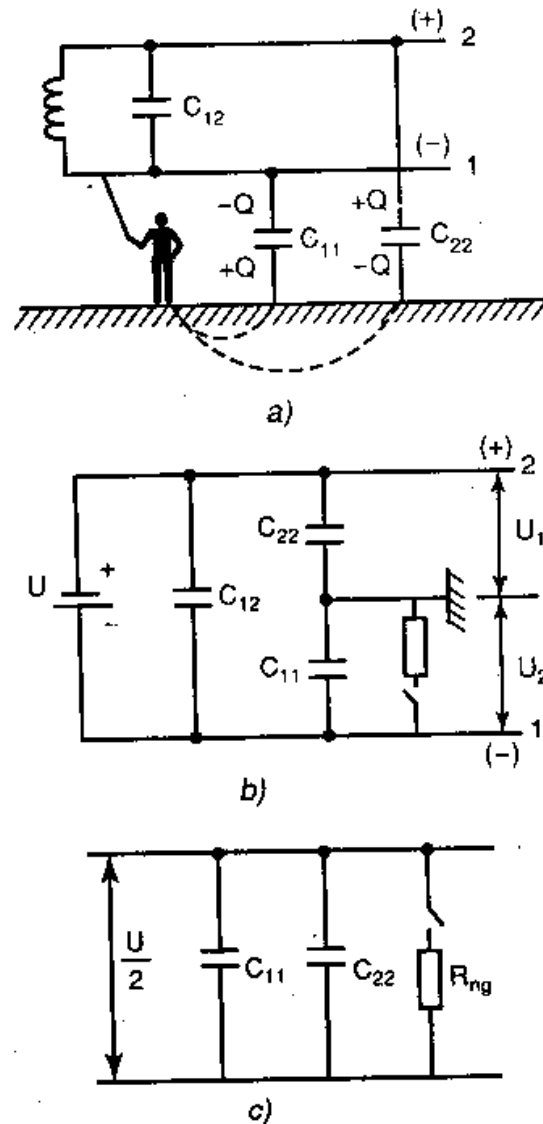 (+)
2
C12
(−)
1
−Q
+Q
C11
+Q
−Q
C22
a)
(+)
2
C22
U1
U
+
-
C12
C11
U2
1
(−)
b)
U/2
C11
C22
Rng
c)